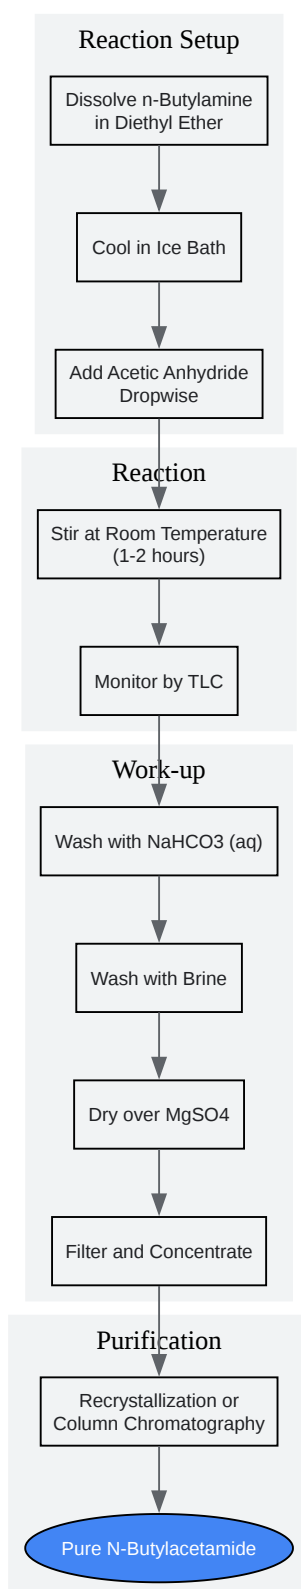 Reaction Setup
Dissolve n-Butylamine
in Diethyl Ether
Cool in Ice Bath
Add Acetic Anhydride
Dropwise
Reaction
Stir at Room Temperature
(1-2 hours)
Monitor by TLC
Work-up
Wash with NaHCO3 (aq)
Wash with Brine
Dry over MgSO4
Filter and Concentrate
Purification
Recrystallization or
Column Chromatography
Pure N-Butylacetamide